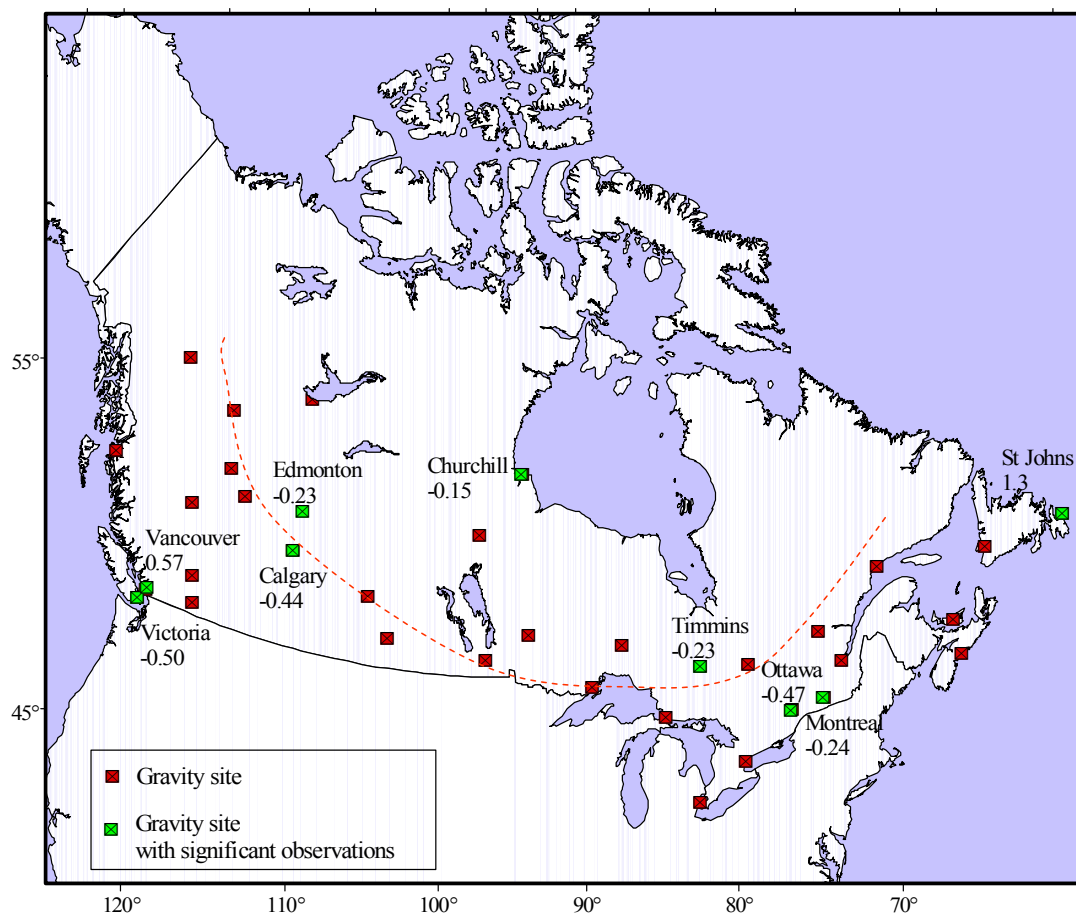 55°
St Johns
1.3
Churchill
-0.15
Edmonton
-0.23
Vancouver
0.57
Calgary
-0.44
Victoria
-0.50
Timmins
-0.23
Ottawa
-0.47
Montreal
-0.24
45°
Gravity site
Gravity site
with significant observations
120° 110° 100° 90° 80° 70°